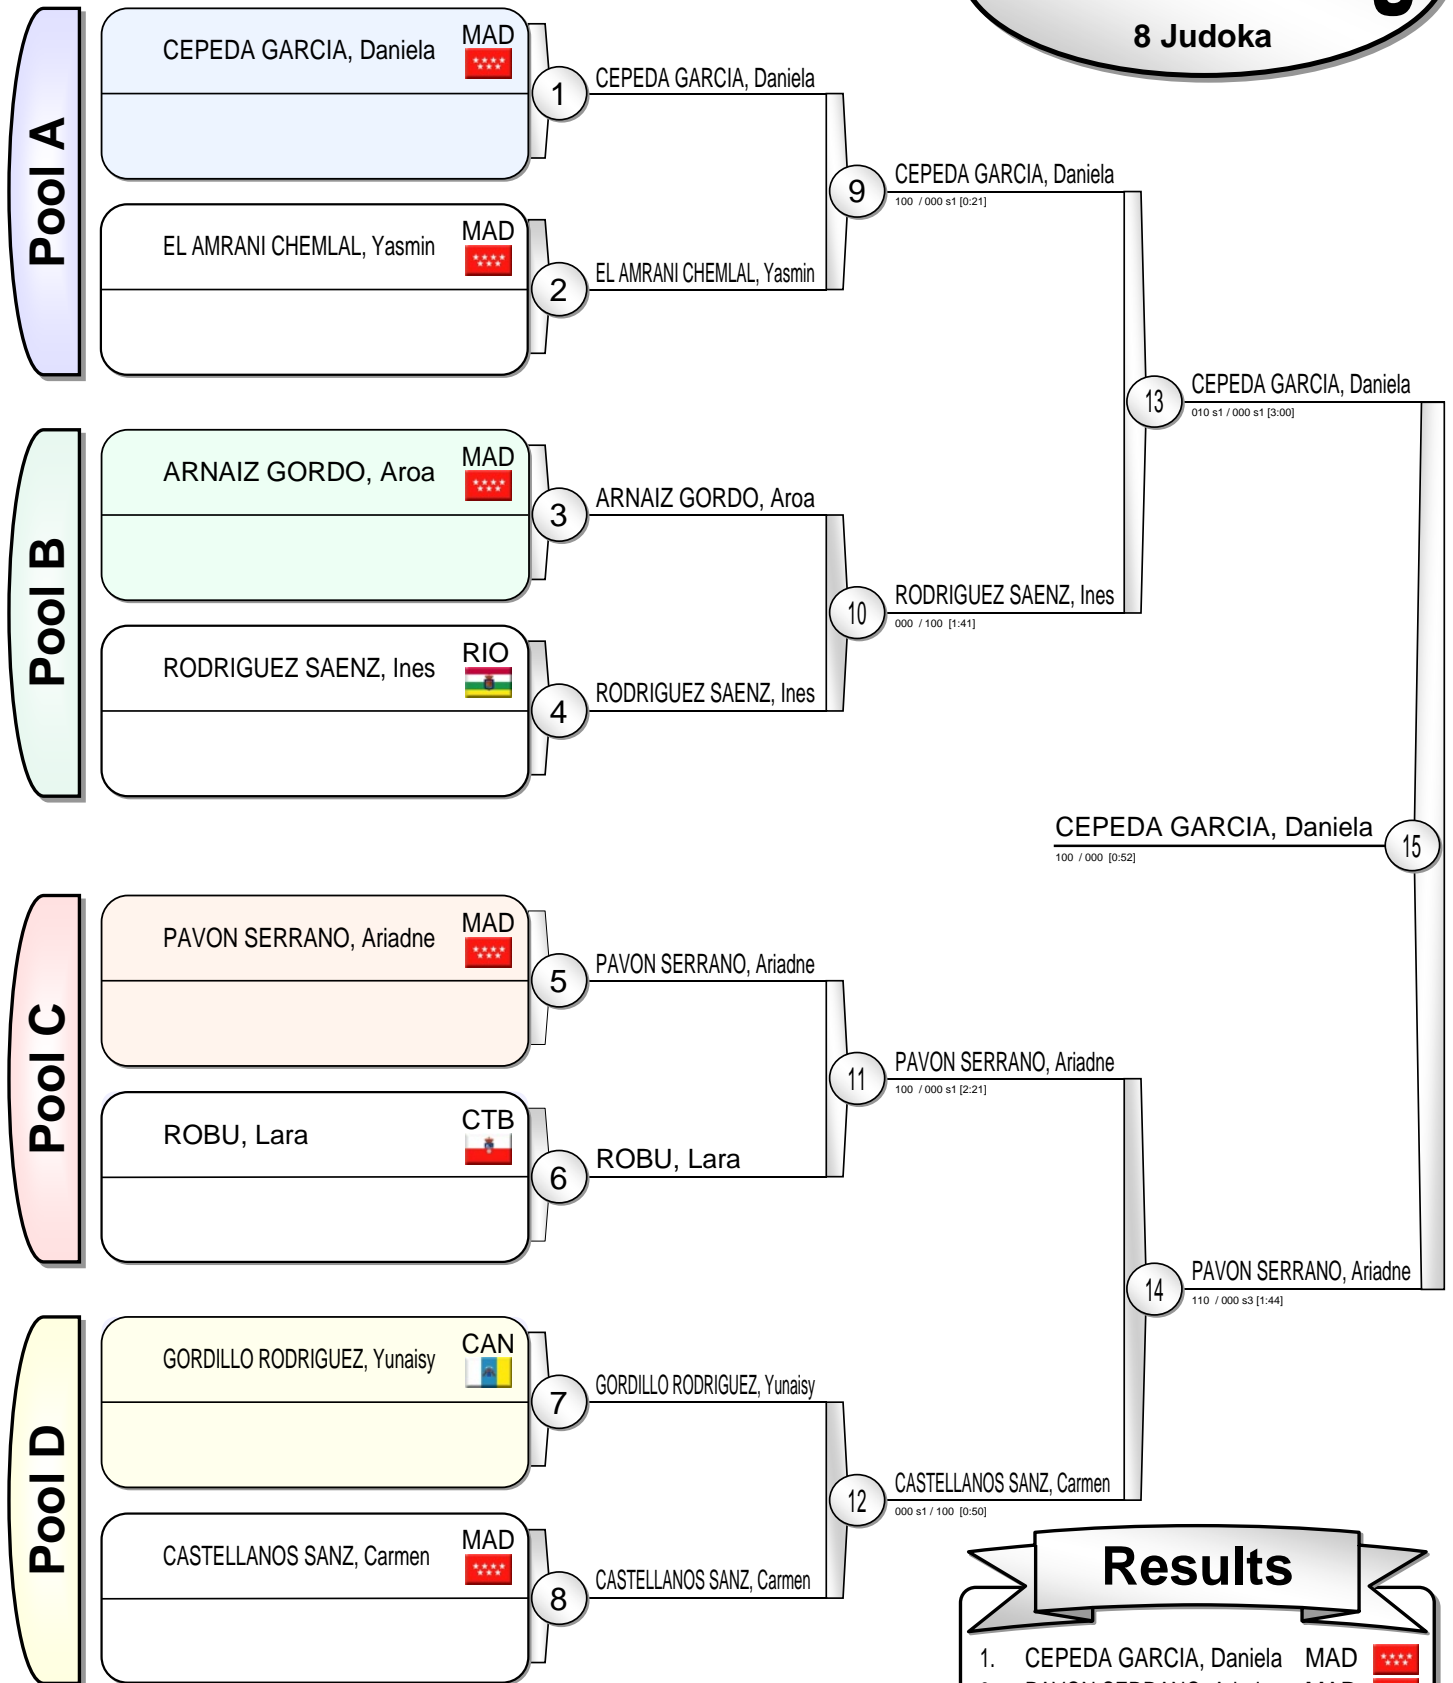 8 Judoka
Pool A
CEPEDA GARCIA, Daniela MAD
1
CEPEDA GARCIA, Daniela
EL AMRANI CHEMLAL, Yasmin MAD
2
EL AMRANI CHEMLAL, Yasmin
9
CEPEDA GARCIA, Daniela
100 / 000 s1 [0:21]
Pool B
ARNAIZ GORDO, Aroa MAD
3
ARNAIZ GORDO, Aroa
RODRIGUEZ SAENZ, Ines RIO
4
RODRIGUEZ SAENZ, Ines
10
RODRIGUEZ SAENZ, Ines
000 / 100 [1:41]
13
CEPEDA GARCIA, Daniela
010 s1 / 000 s1 [3:00]
CEPEDA GARCIA, Daniela
100 / 000 [0:52]
15
Pool C
PAVON SERRANO, Ariadne MAD
5
PAVON SERRANO, Ariadne
ROBU, Lara CTB
6
ROBU, Lara
11
PAVON SERRANO, Ariadne
100 / 000 s1 [2:21]
Pool D
GORDILLO RODRIGUEZ, Yunaisy CAN
7
GORDILLO RODRIGUEZ, Yunaisy
CASTELLANOS SANZ, Carmen MAD
8
CASTELLANOS SANZ, Carmen
12
CASTELLANOS SANZ, Carmen
000 s1 / 100 [0:50]
14
PAVON SERRANO, Ariadne
110 / 000 s3 [1:44]
Results
1. CEPEDA GARCIA, Daniela MAD